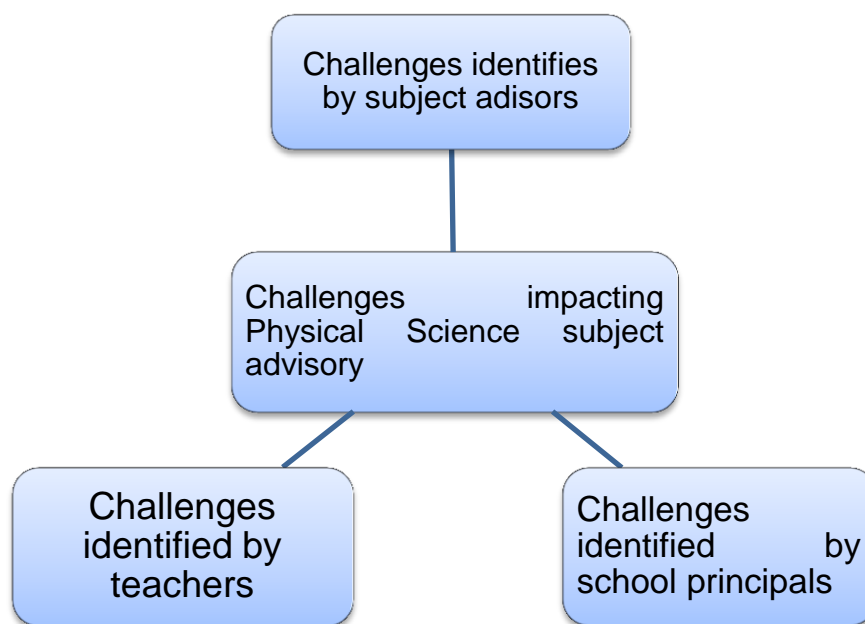 Challenges identifies
by subject adisors
Challenges impacting
Physical Science subject
advisory
Challenges
identified by
teachers
Challenges
identified by
school principals